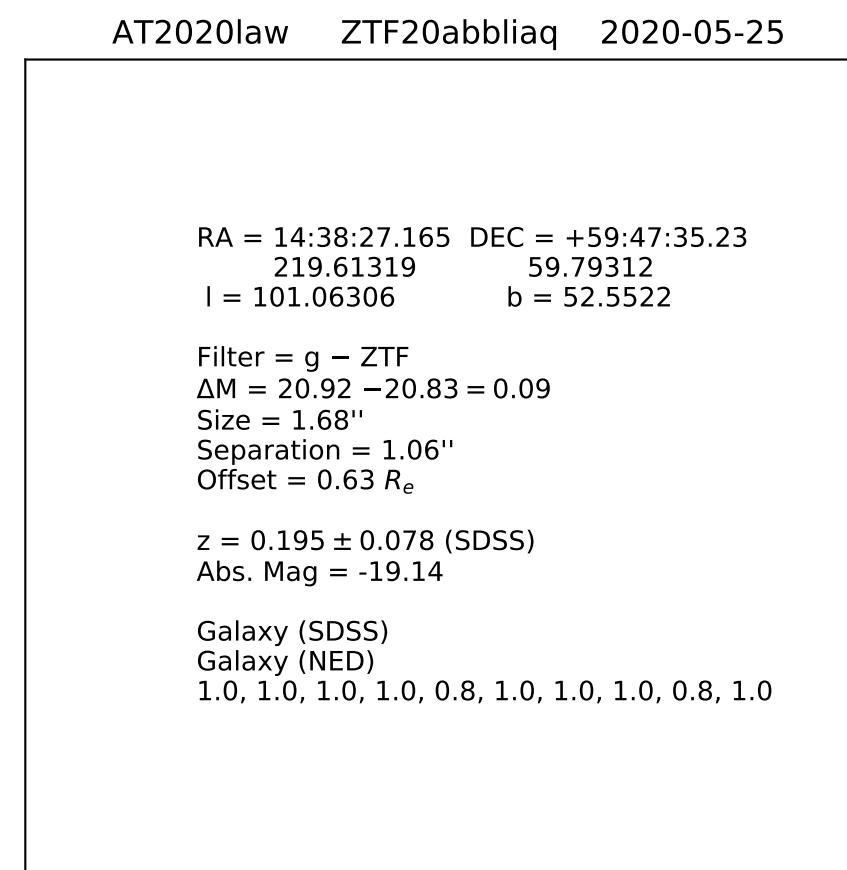 AT2020law ZTF20abbliaq 2020-05-25
RA = 14:38:27.165 DEC = +59:47:35.23
219.61319 59.79312
l = 101.06306 b = 52.5522
Filter = g − ZTF
ΔM = 20.92 −20.83 = 0.09
Size = 1.68''
Separation = 1.06''
Offset = 0.63 Re
z = 0.195 ± 0.078 (SDSS)
Abs. Mag = -19.14
Galaxy (SDSS)
Galaxy (NED)
1.0, 1.0, 1.0, 1.0, 0.8, 1.0, 1.0, 1.0, 0.8, 1.0